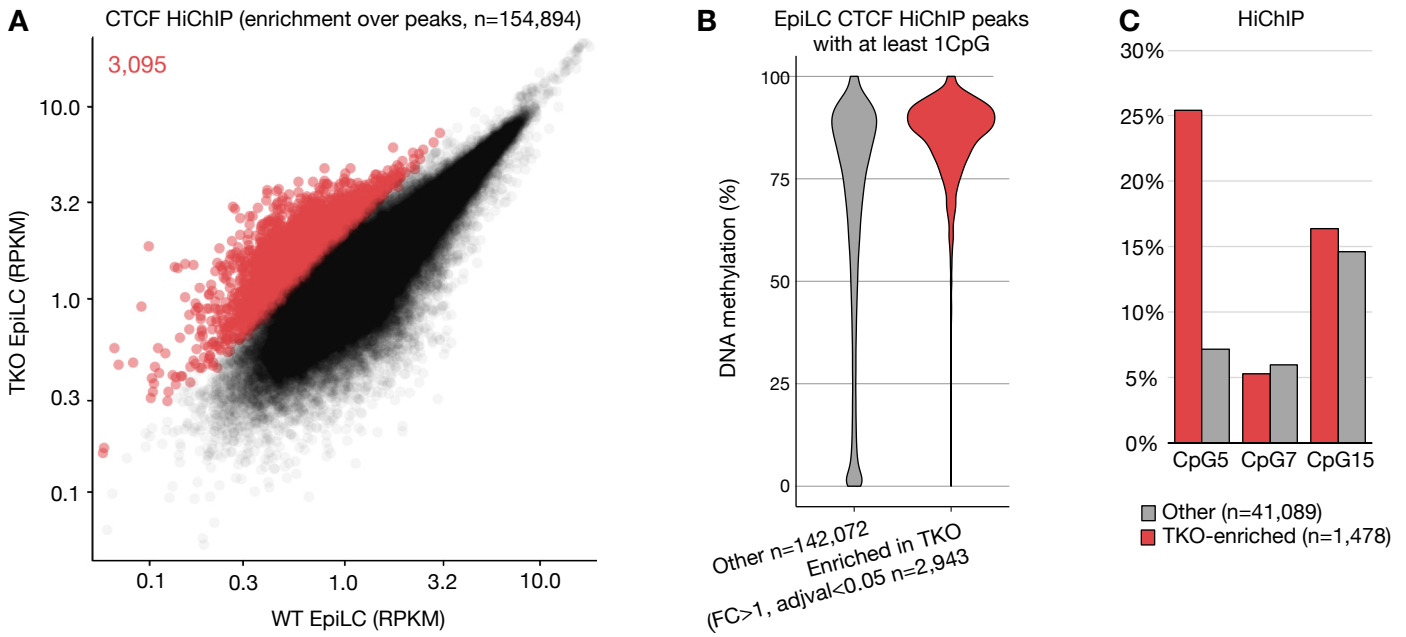 A
CTCF HiChIP (enrichment over peaks, n=154,894)
3,095
10.0
3.2
1.0
0.3
0.1
TKO EpiLC (RPKM)
0.1
0.3
1.0
3.2
10.0
WT EpiLC (RPKM)
B
EpiLC CTCF HiChIP peaks
with at least 1CpG
100
75
50
25
0
DNA methylation (%)
Other n=142,072
Enriched in TKO
(FC>1, adjval<0.05 n=2,943
C
HiChIP
30%
25%
20%
15%
10%
5%
0%
CpG5
CpG7
CpG15
Other (n=41,089)
TKO-enriched (n=1,478)